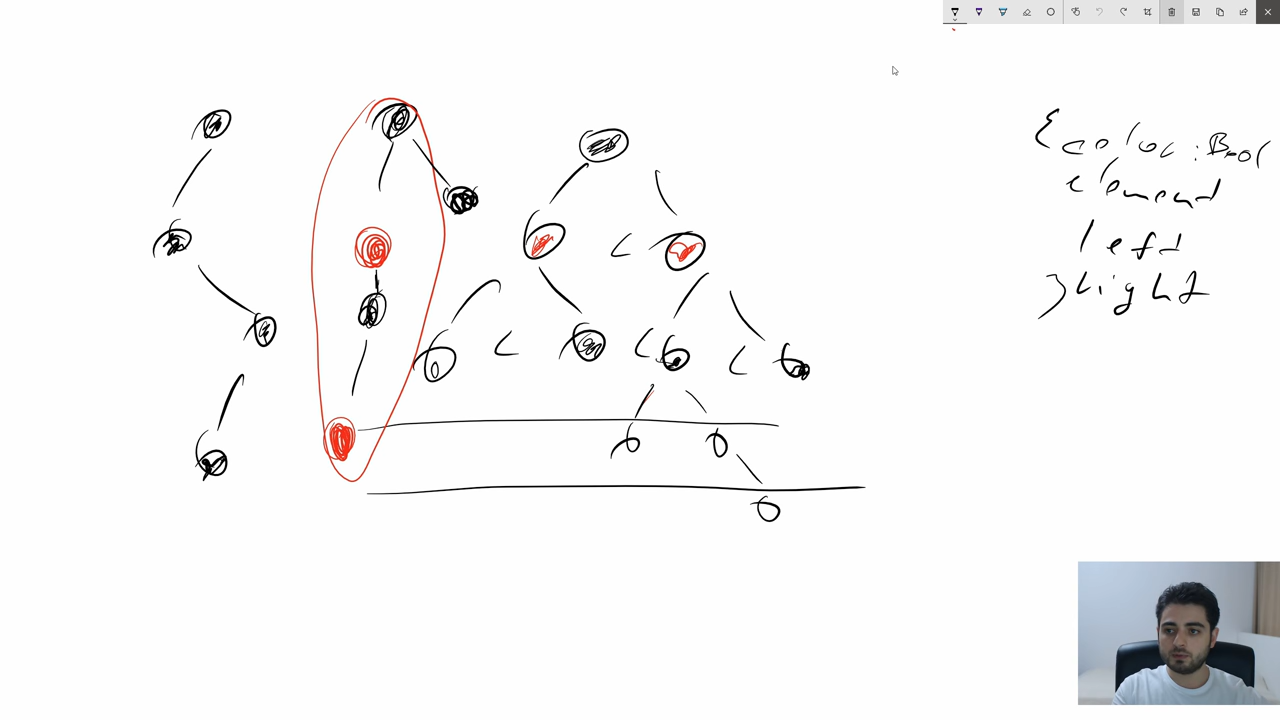 { color : Bool
element
left
} right
<
<
<
<